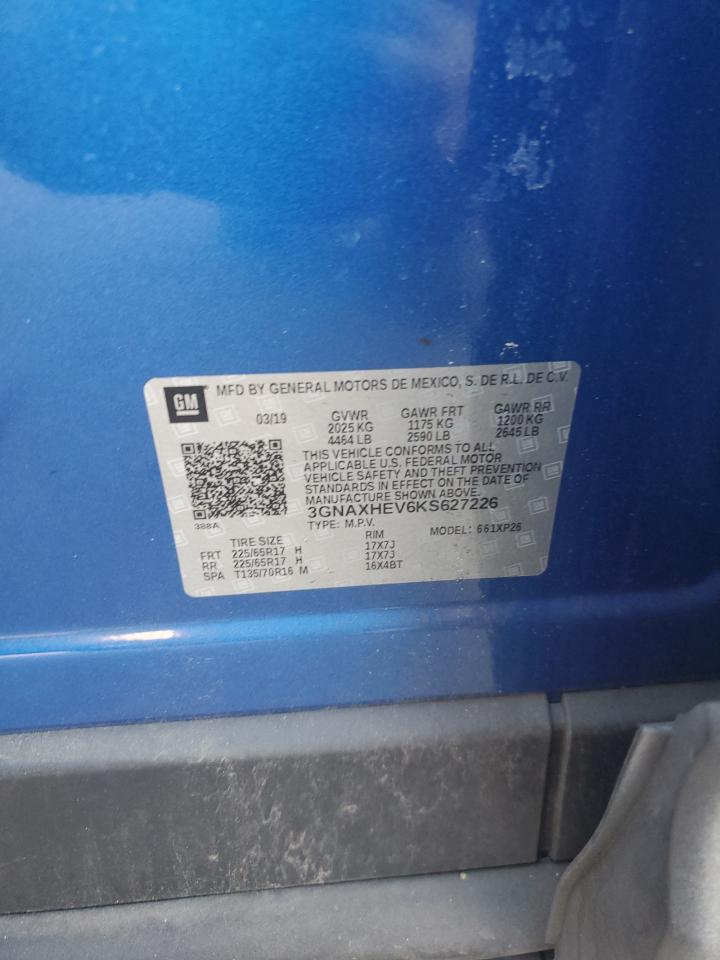 GM MFD BY GENERAL MOTORS DE MEXICO, S. DE R.L. DE C.V.
03/19 GVWR GAWR FRT GAWR RR
2025 KG 1175 KG 1200 KG
4464 LB 2590 LB 2645 LB
THIS VEHICLE CONFORMS TO ALL
APPLICABLE U.S. FEDERAL MOTOR
VEHICLE SAFETY AND THEFT PREVENTION
STANDARDS IN EFFECT ON THE DATE OF
MANUFACTURE SHOWN ABOVE.
388A 3GNAXHEV6KS627226
TYPE: M.P.V. MODEL: 661XP26
TIRE SIZE RIM
FRT 225/65R17 H 17X7J
RR 225/65R17 H 17X7J
SPA T135/70R16 M 16X4BT